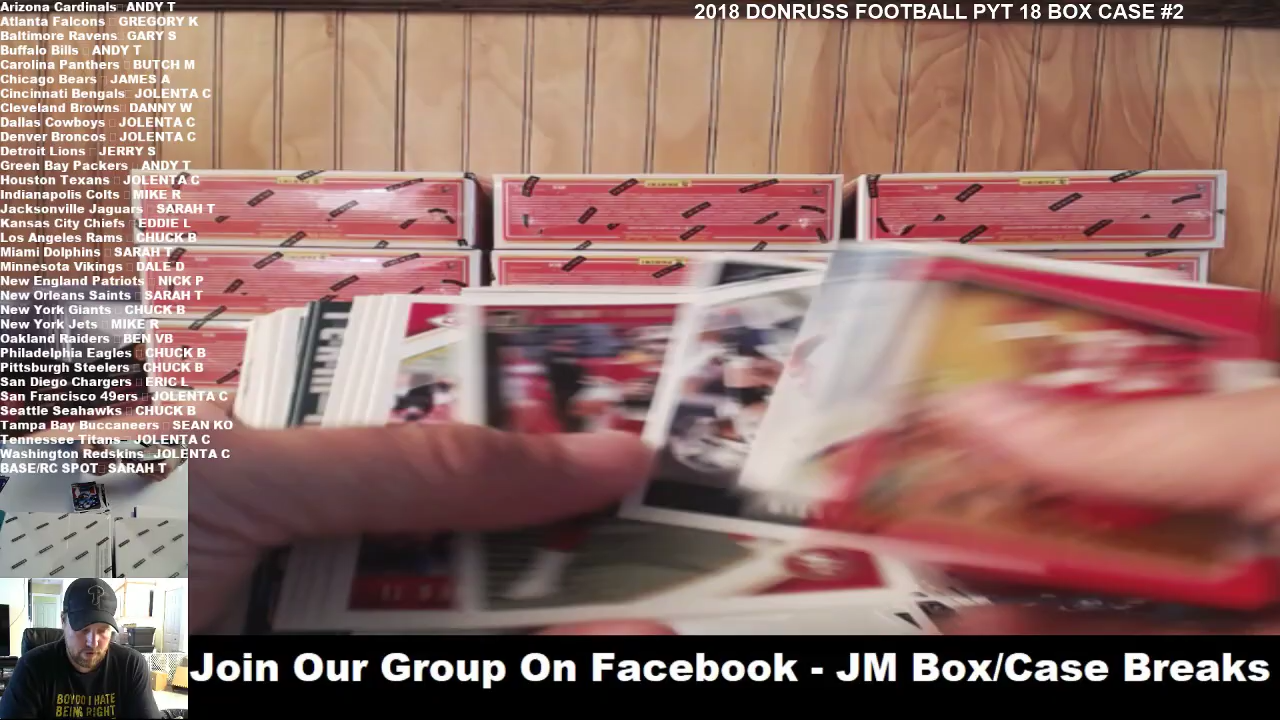 2018 DONRUSS FOOTBALL PYT 18 BOX CASE #2
Arizona Cardinals ANDY T
Atlanta Falcons GREGORY K
Baltimore Ravens GARY S
Buffalo Bills ANDY T
Carolina Panthers BUTCH M
Chicago Bears JAMES A
Cincinnati Bengals JOLENTA C
Cleveland Browns DANNY W
Dallas Cowboys JOLENTA C
Denver Broncos JOLENTA C
Detroit Lions JERRY S
Green Bay Packers ANDY T
Houston Texans JOLENTA C
Indianapolis Colts MIKE R
Jacksonville Jaguars SARAH T
Kansas City Chiefs EDDIE L
Los Angeles Rams CHUCK B
Miami Dolphins SARAH T
Minnesota Vikings DALE D
New England Patriots NICK P
New Orleans Saints SARAH T
New York Giants CHUCK B
New York Jets MIKE R
Oakland Raiders BEN VB
Philadelphia Eagles CHUCK B
Pittsburgh Steelers CHUCK B
San Diego Chargers ERIC L
San Francisco 49ers JOLENTA C
Seattle Seahawks CHUCK B
Tampa Bay Buccaneers SEAN KO
Tennessee Titans JOLENTA C
Washington Redskins JOLENTA C
BASE/RC SPOT SARAH T
I HATE
BEING RIGHT
Join Our Group On Facebook - JM Box/Case Breaks